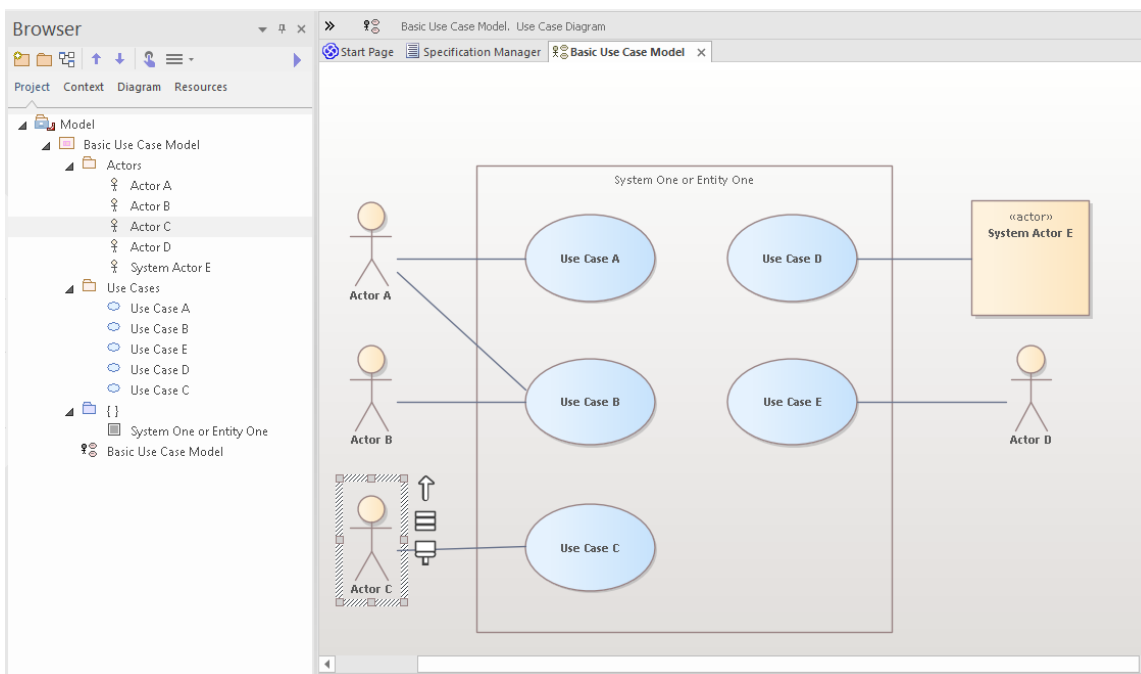 Browser
Project Context Diagram Resources
Model
Basic Use Case Model
Actors
Actor A
Actor B
Actor C
Actor D
System Actor E
Use Cases
Use Case A
Use Case B
Use Case E
Use Case D
Use Case C
{ }
System One or Entity One
Basic Use Case Model
Basic Use Case Model. Use Case Diagram
Start Page Specification Manager Basic Use Case Model
System One or Entity One
«actor»
System Actor E
Use Case A
Use Case D
Actor A
Use Case B
Use Case E
Actor B
Actor D
Use Case C
Actor C